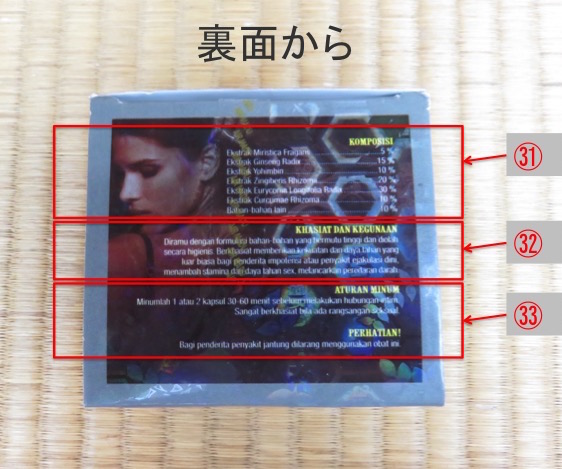 裏面から
KOMPOSISI
Ekstrak Miristica Fragans 5 %
Ekstrak Ginseng Radix 15 %
Ekstrak Yohimbin 10 %
Ekstrak Zingiberis Rhizoma 20 %
Ekstrak Eurycoma Longifolia Radix 30 %
Ekstrak Curcumae Rhizoma 10 %
Bahan-bahan lain 10 %
㉛
KHASIAT DAN KEGUNAAN
Diramu dengan formulasi bahan-bahan yang bermutu tinggi dan diolah
secara higienis. Berkhasiat memberikan kekuatan dan daya tahan yang
luar biasa bagi penderita impotensi atau penyakit ejakulasi dini,
menambah stamina dan daya tahan sex, melancarkan peredaran darah
㉜
ATURAN MINUM
Minumlah 1 atau 2 kapsul 30-60 menit sebelum melakukan hubungan intim.
Sangat berkhasiat bila ada rangsangan seksual.
PERHATIAN!
Bagi penderita penyakit jantung dilarang menggunakan obat ini
㉝